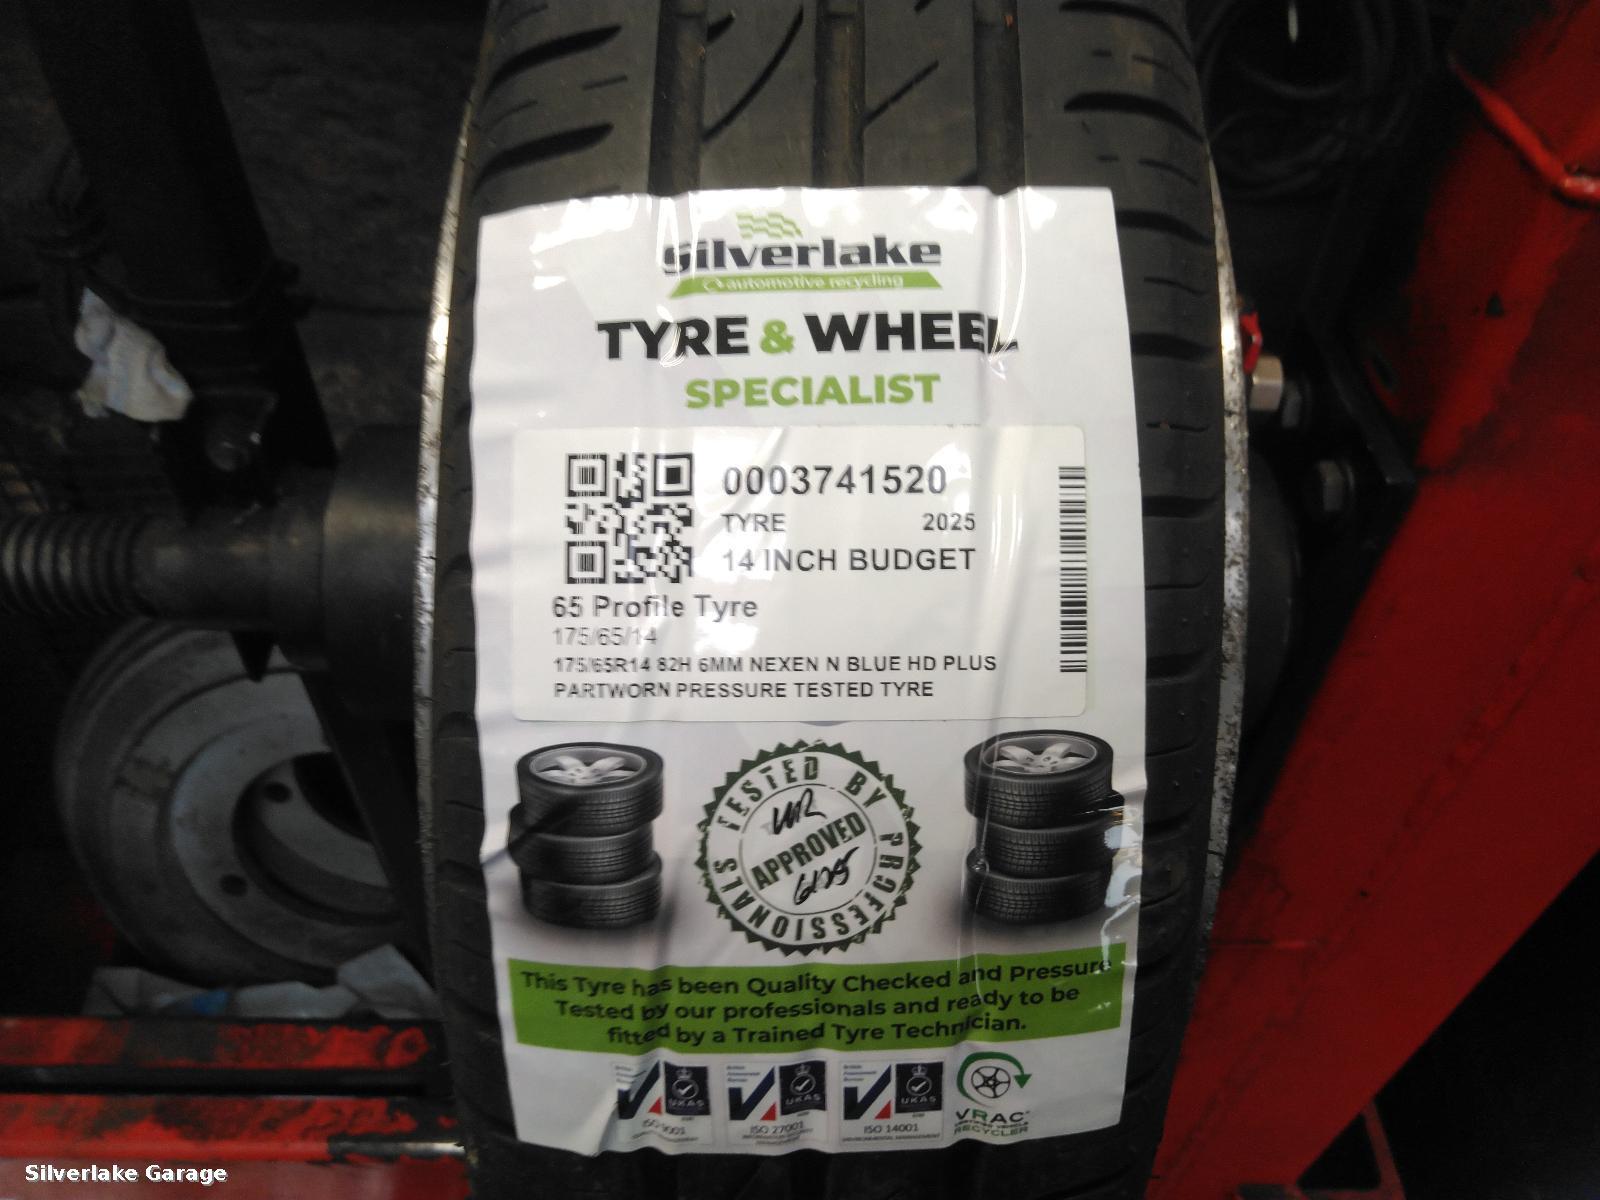 Silverlake
automotive recycling
TYRE & WHEEL
SPECIALIST
0003741520
TYRE 2025
14 INCH BUDGET
65 Profile Tyre
175/65/14
175/65R14 82H 6MM NEXEN N BLUE HD PLUS
PARTWORN PRESSURE TESTED TYRE
TESTED BY PROFESSIONALS
APPROVED
This Tyre has been Quality Checked and Pressure
Tested by our professionals and ready to be
fitted by a Trained Tyre Technician.
UKAS UKAS UKAS
ISO 9001 ISO 27001 ISO 14001
VRAC
RECYCLER
Silverlake Garage